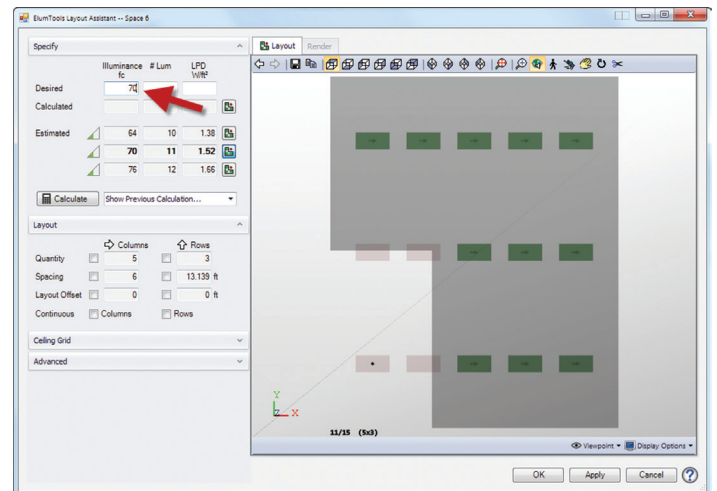 ElumTools Layout Assistant -- Space 6
Specify
Illuminance # Lum LPD
fc W/ft²
Desired 70
Calculated
Estimated 64 10 1.38
70 11 1.52
76 12 1.66
Calculate Show Previous Calculation...
Layout
Columns Rows
Quantity 5 3
Spacing 6 13.139 ft
Layout Offset 0 0 ft
Continuous Columns Rows
Ceiling Grid
Advanced
Layout Render
Y
Z X
11/15 (5x3)
Viewpoint Display Options
OK Apply Cancel ?